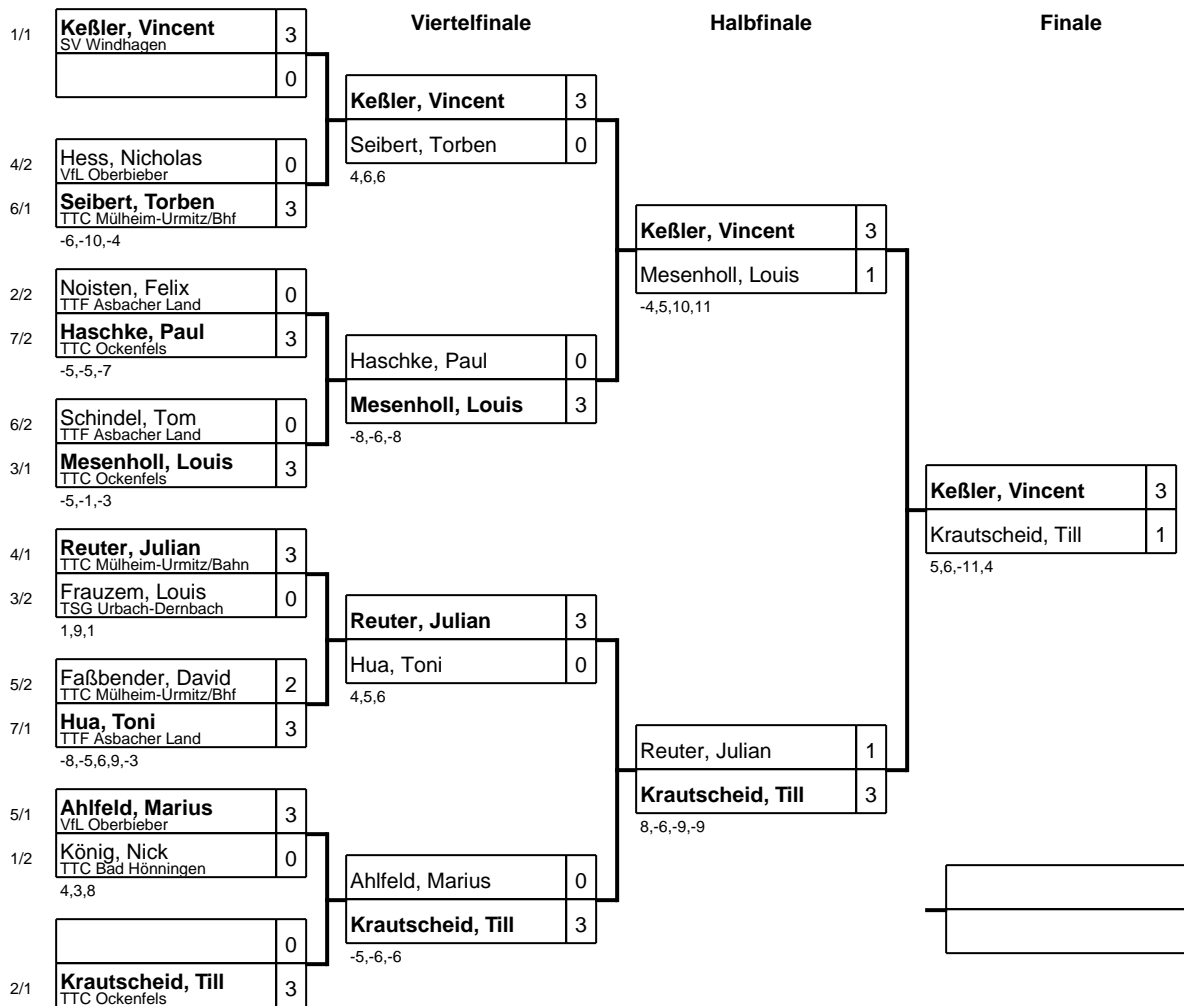 Viertelfinale
Halbfinale
Finale
1/1
Keßler, Vincent 3
SV Windhagen
0
4/2
Hess, Nicholas 0
VfL Oberbieber
6/1
Seibert, Torben 3
TTC Mülheim-Urmitz/Bhf
-6,-10,-4
2/2
Noisten, Felix 0
TTF Asbacher Land
7/2
Haschke, Paul 3
TTC Ockenfels
-5,-5,-7
6/2
Schindel, Tom 0
TTF Asbacher Land
3/1
Mesenholl, Louis 3
TTC Ockenfels
-5,-1,-3
4/1
Reuter, Julian 3
TTC Mülheim-Urmitz/Bahn
3/2
Frauzem, Louis 0
TSG Urbach-Dernbach
1,9,1
5/2
Faßbender, David 2
TTC Mülheim-Urmitz/Bhf
7/1
Hua, Toni 3
TTF Asbacher Land
-8,-5,6,9,-3
5/1
Ahlfeld, Marius 3
VfL Oberbieber
1/2
König, Nick 0
TTC Bad Hönningen
4,3,8
0
2/1
Krautscheid, Till 3
TTC Ockenfels
Keßler, Vincent 3
Seibert, Torben 0
4,6,6
Haschke, Paul 0
Mesenholl, Louis 3
-8,-6,-8
Reuter, Julian 3
Hua, Toni 0
4,5,6
Ahlfeld, Marius 0
Krautscheid, Till 3
-5,-6,-6
Keßler, Vincent 3
Mesenholl, Louis 1
-4,5,10,11
Reuter, Julian 1
Krautscheid, Till 3
8,-6,-9,-9
Keßler, Vincent 3
Krautscheid, Till 1
5,6,-11,4